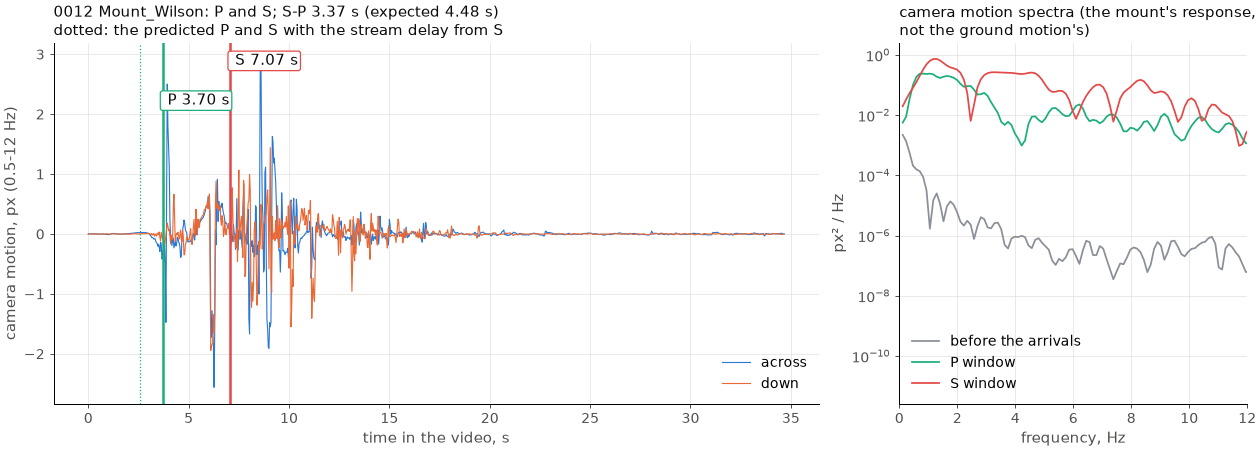 0012 Mount_Wilson: P and S; S-P 3.37 s (expected 4.48 s)
dotted: the predicted P and S with the stream delay from S
camera motion, px (0.5-12 Hz)
3
2
1
0
−1
−2
P 3.70 s
S 7.07 s
across
down
0 5 10 15 20 25 30 35
time in the video, s
camera motion spectra (the mount's response,
not the ground motion's)
px² / Hz
10⁰
10⁻²
10⁻⁴
10⁻⁶
10⁻⁸
10⁻¹⁰
before the arrivals
P window
S window
0 2 4 6 8 10 12
frequency, Hz